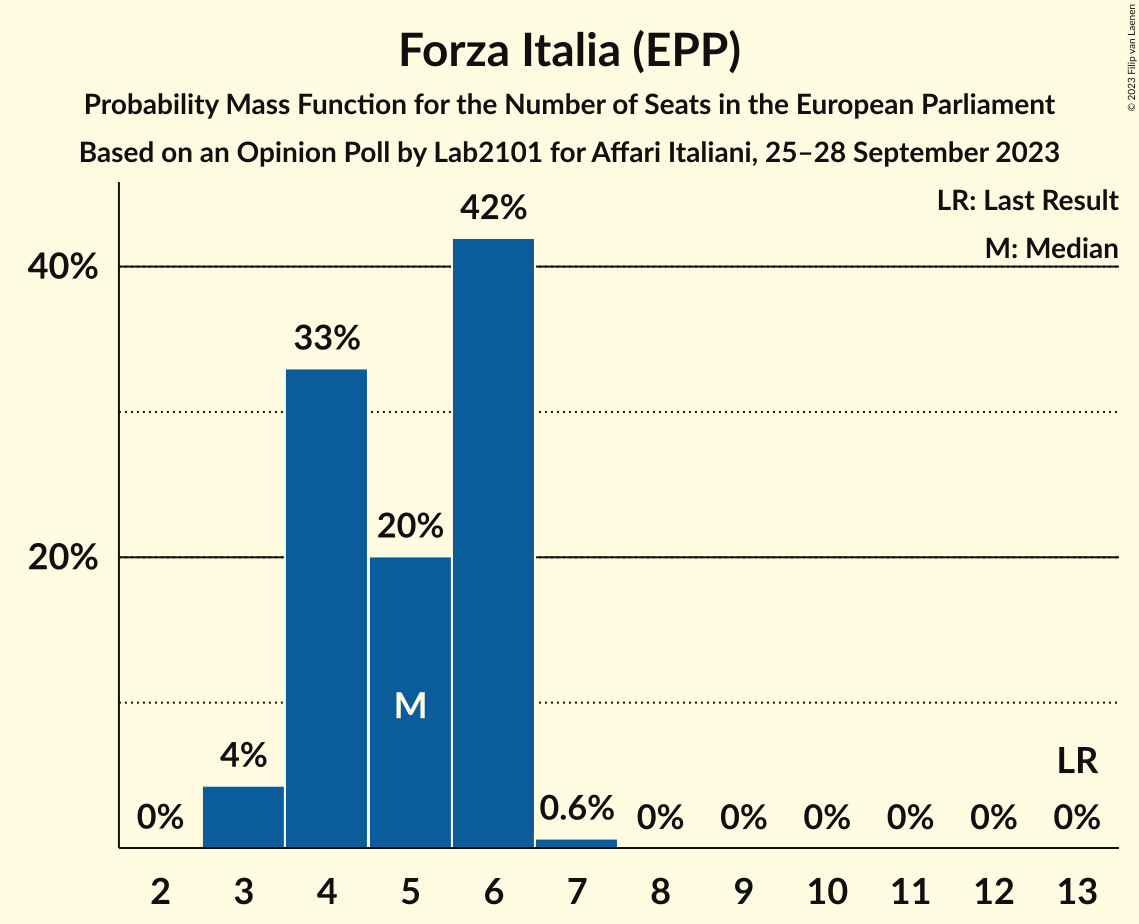 Forza Italia (EPP)
Probability Mass Function for the Number of Seats in the European Parliament
Based on an Opinion Poll by Lab2101 for Affari Italiani, 25–28 September 2023
© 2023 Filip van Laenen
LR: Last Result
M: Median
42%
40%
33%
20%
20%
M
4%
LR
0% 0.6% 0% 0% 0% 0% 0% 0%
2 3 4 5 6 7 8 9 10 11 12 13